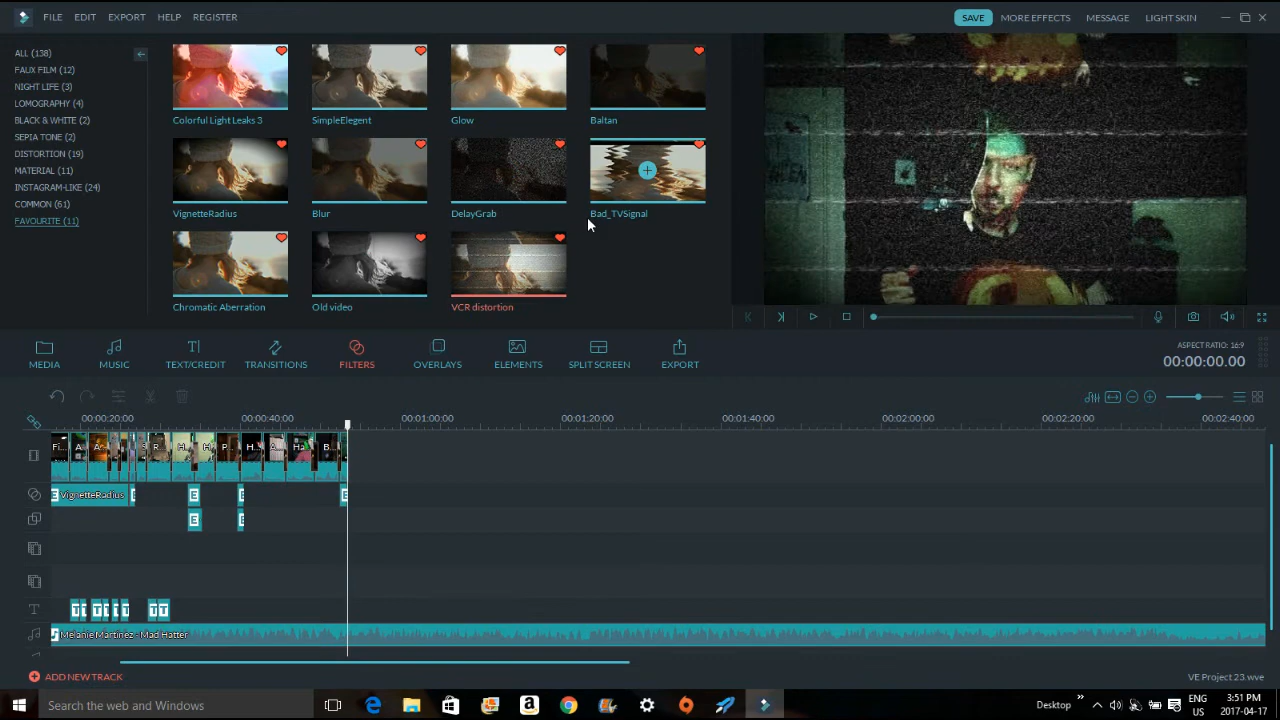 FILE EDIT EXPORT HELP REGISTER SAVE MORE EFFECTS MESSAGE LIGHT SKIN
ALL (138)
FAUX FILM (12)
NIGHT LIFE (3)
LOMOGRAPHY (4)
BLACK & WHITE (2)
SEPIA TONE (2)
DISTORTION (19)
MATERIAL (11)
INSTAGRAM-LIKE (24)
COMMON (61)
FAVOURITE (11)
Colorful Light Leaks 3 SimpleElegent Glow Baltan
VignetteRadius Blur DelayGrab Bad_TVSignal
Chromatic Aberration Old video VCR distortion
MEDIA MUSIC TEXT/CREDIT TRANSITIONS FILTERS OVERLAYS ELEMENTS SPLIT SCREEN EXPORT
ASPECT RATIO: 16:9
00:00:00.00
00:00:20:00 00:00:40:00 00:01:00:00 00:01:20:00 00:01:40:00 00:02:00:00 00:02:20:00 00:02:40:00
Fi... A A R... H H P... H... A... Ha B...
E VignetteRadius E E E E
E E
T T T T T T T T
Melanie Martinez - Mad Hatter
ADD NEW TRACK
VE Project 23.wve
Search the web and Windows
Desktop
ENG
US
3:51 PM
2017-04-17